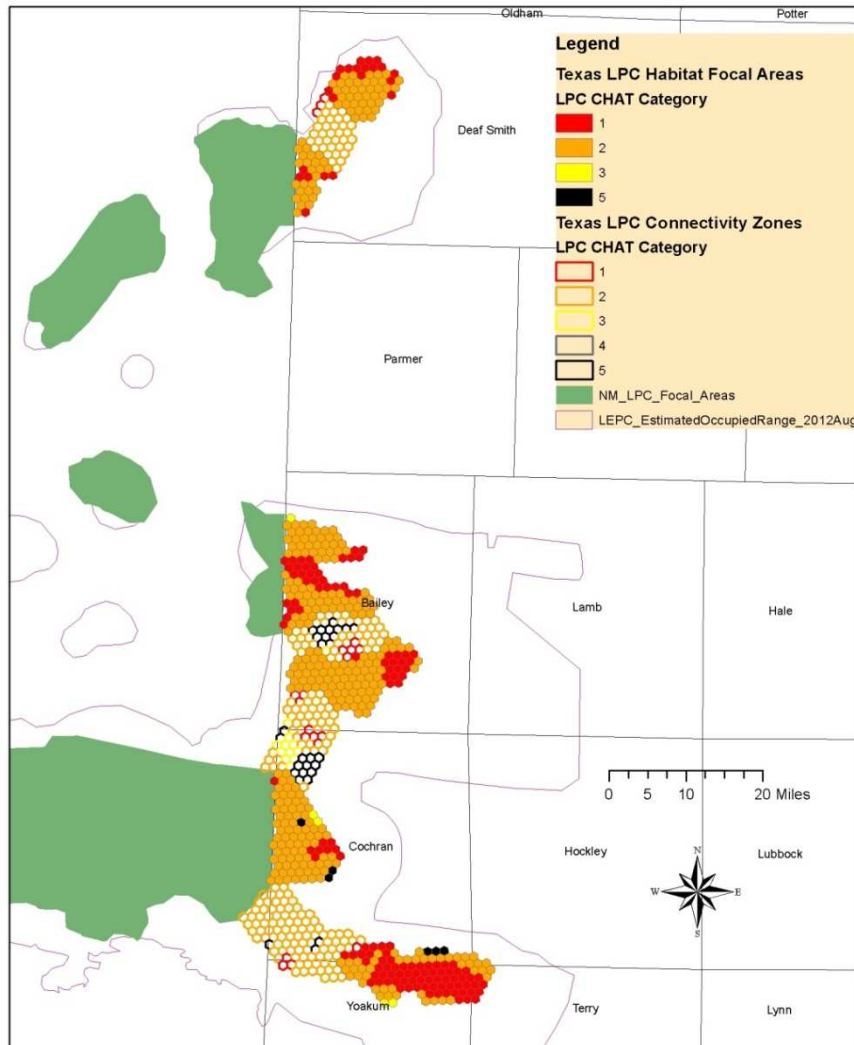 Oldham
Potter
Legend
Texas LPC Habitat Focal Areas
LPC CHAT Category
1
2
3
5
Texas LPC Connectivity Zones
LPC CHAT Category
1
2
3
4
5
NM_LPC_Focal_Areas
LEPC_EstimatedOccupiedRange_2012Aug
Deaf Smith
Parmer
Bailey
Lamb
Hale
0 5 10 20 Miles
Cochran
Hockley
Lubbock
N
W E
S
Yoakum
Terry
Lynn